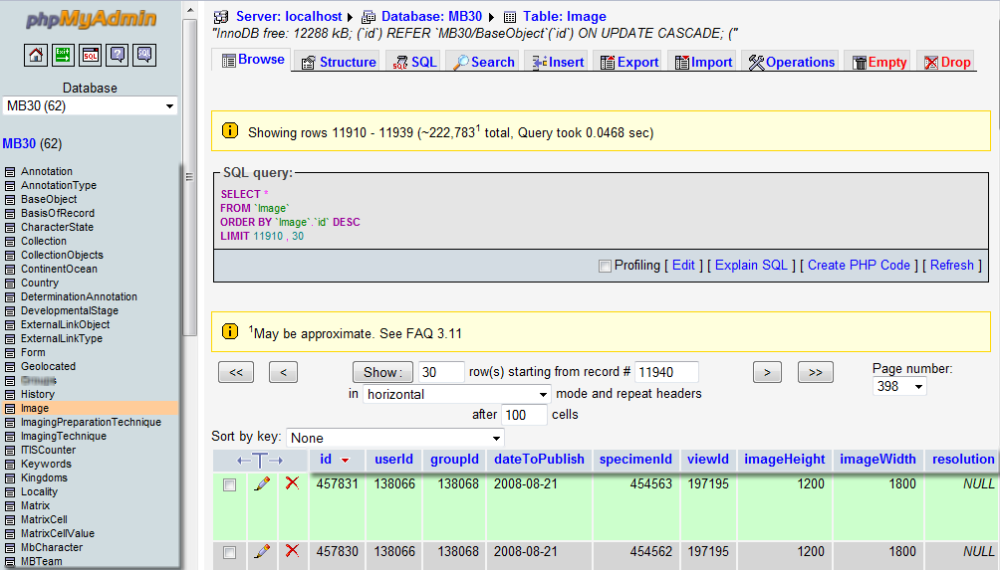 phpMyAdmin
Database
MB30 (62)
MB30 (62)
Annotation
AnnotationType
BaseObject
BasisOfRecord
CharacterState
Collection
CollectionObjects
ContinentOcean
Country
DeterminationAnnotation
DevelopmentalStage
ExternalLinkObject
ExternalLinkType
Form
Geolocated
History
Image
ImagingPreparationTechnique
ImagingTechnique
ITISCounter
Keywords
Kingdoms
Locality
Matrix
MatrixCell
MatrixCellValue
MbCharacter
MBTeam
Server: localhost Database: MB30 Table: Image
"InnoDB free: 12288 kB; (`id`) REFER `MB30/BaseObject`(`id`) ON UPDATE CASCADE; ("
Browse Structure SQL Search Insert Export Import Operations Empty Drop
Showing rows 11910 - 11939 (~222,783¹ total, Query took 0.0468 sec)
SQL query:
SELECT *
FROM `Image`
ORDER BY `Image`.`id` DESC
LIMIT 11910 , 30
Profiling [ Edit ] [ Explain SQL ] [ Create PHP Code ] [ Refresh ]
¹May be approximate. See FAQ 3.11
<< < Show : 30 row(s) starting from record # 11940 > >> Page number:
398
in horizontal mode and repeat headers
after 100 cells
Sort by key: None
id userId groupId dateToPublish specimenId viewId imageHeight imageWidth resolution
457831 138066 138068 2008-08-21 454563 197195 1200 1800 NULL
457830 138066 138068 2008-08-21 454562 197195 1200 1800 NULL